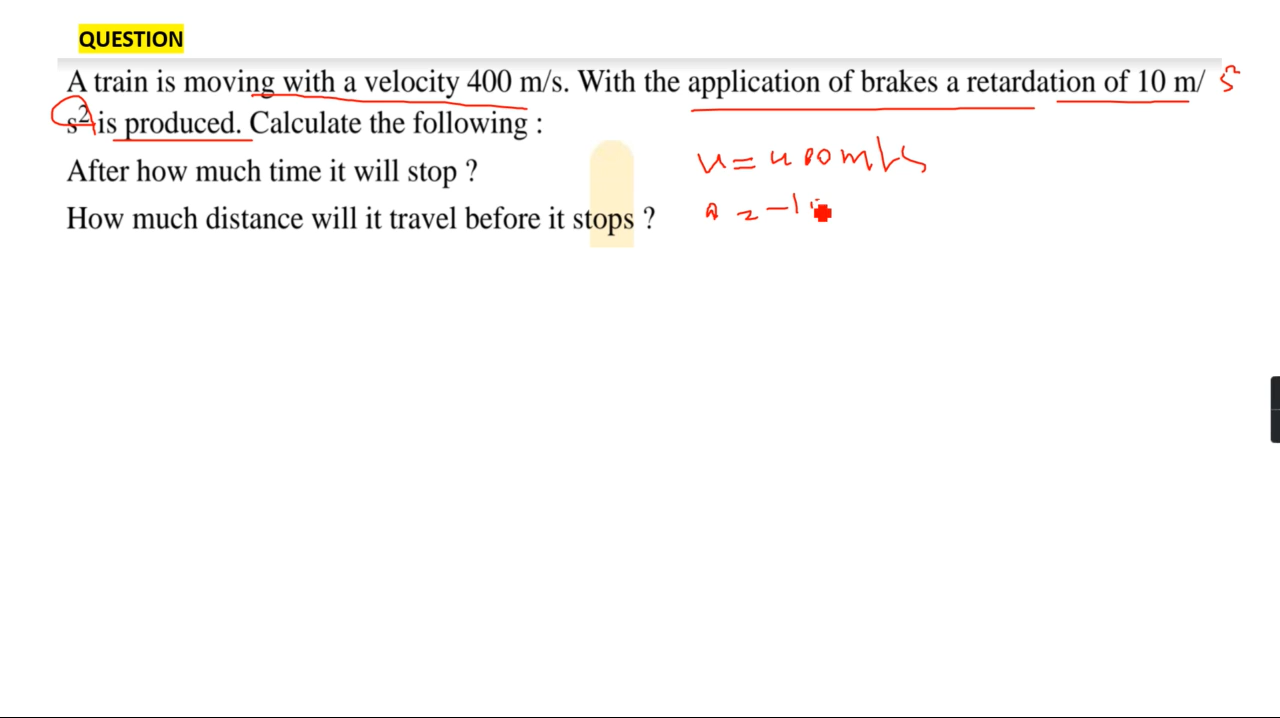 QUESTION
A train is moving with a velocity 400 m/s. With the application of brakes a retardation of 10 m/ s²
s² is produced. Calculate the following :
u = 400 m/s
After how much time it will stop ?
a = -1
How much distance will it travel before it stops ?